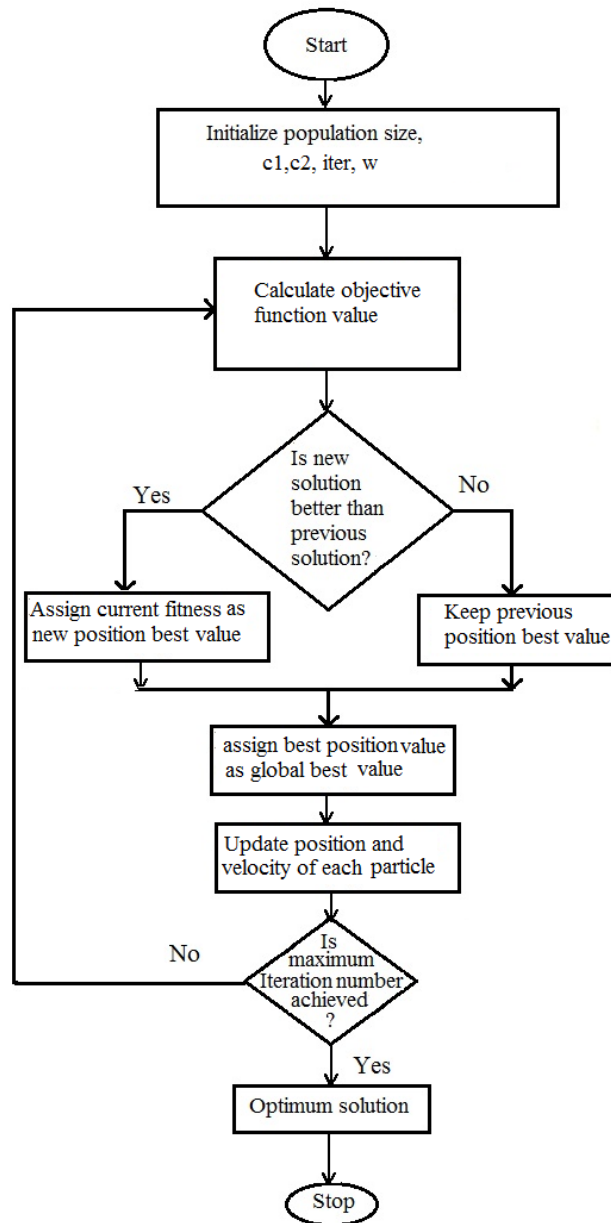 Start
Initialize population size,
c1,c2, iter, w
Calculate objective
function value
Is new
solution
better than
previous
solution?
Yes
No
Assign current fitness as
new position best value
Keep previous
position best value
assign best position value
as global best value
Update position and
velocity of each particle
Is
maximum
Iteration number
achieved
?
No
Yes
Optimum solution
Stop